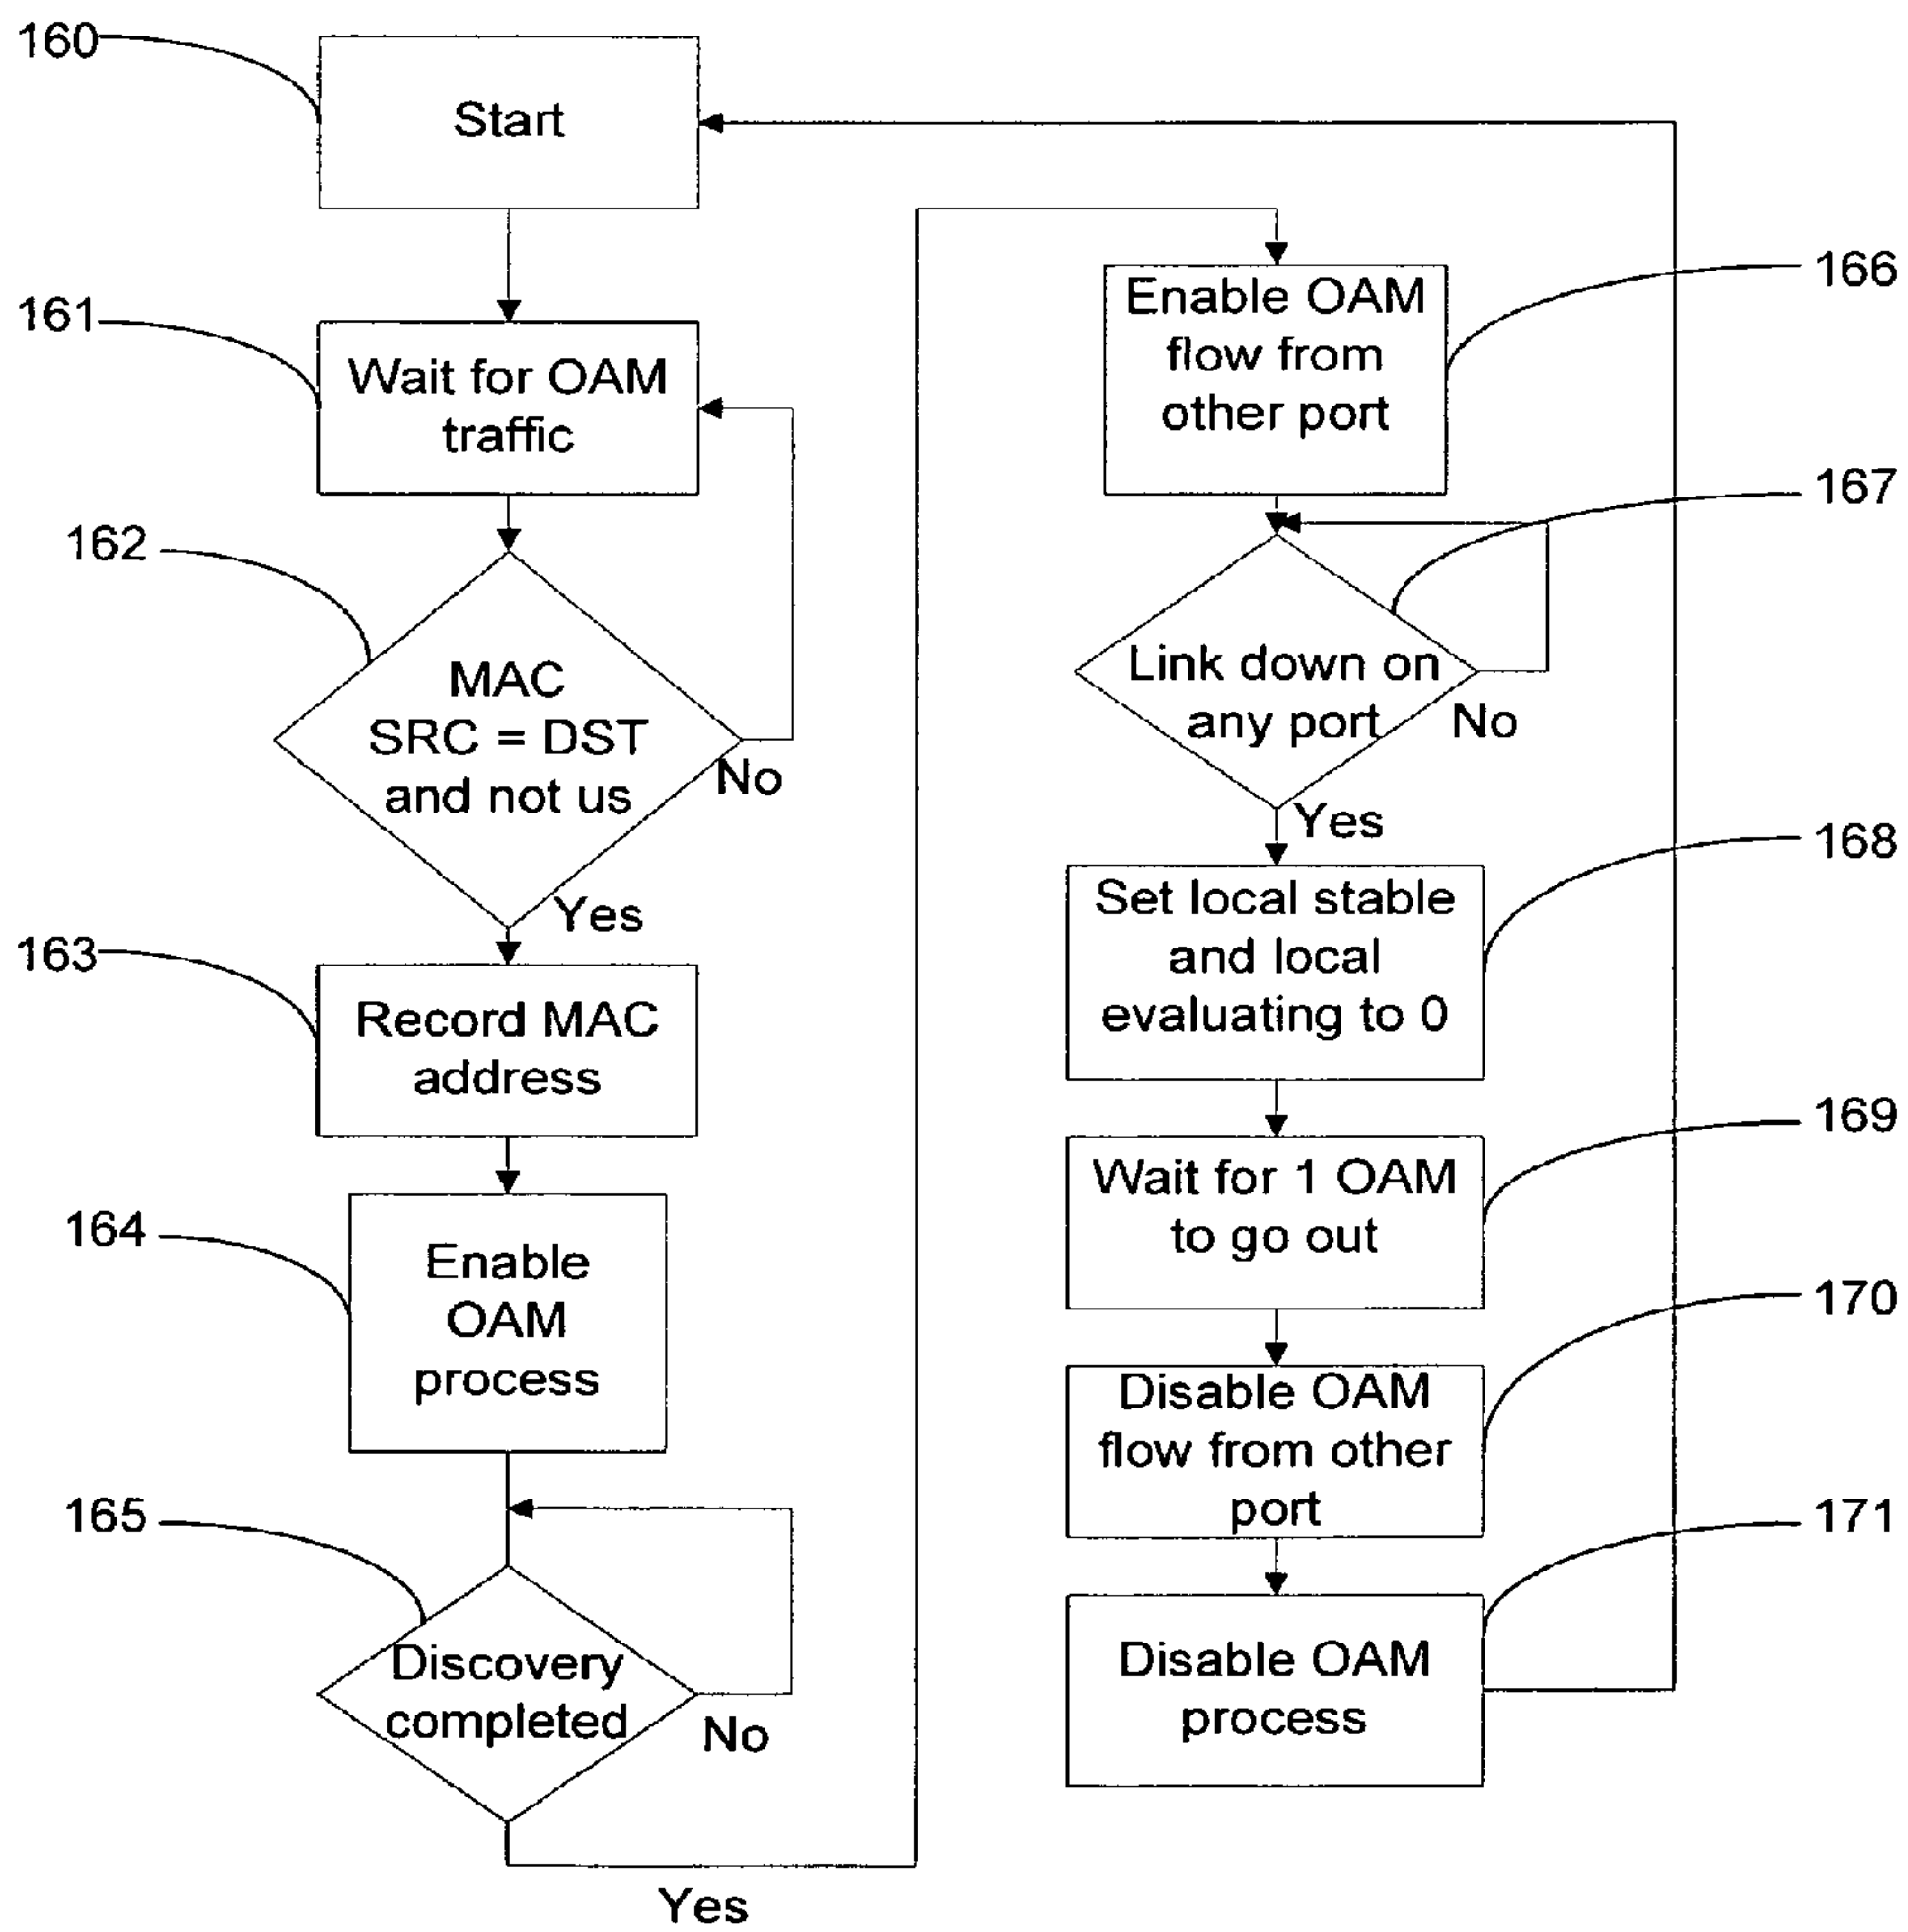 160
Start
161
Wait for OAM
traffic
162
MAC
SRC = DST
and not us
No
Yes
163
Record MAC
address
164
Enable
OAM
process
165
Discovery
completed
No
Yes
166
Enable OAM
flow from
other port
167
Link down on
any port
No
Yes
168
Set local stable
and local
evaluating to 0
169
Wait for 1 OAM
to go out
170
Disable OAM
flow from other
port
171
Disable OAM
process